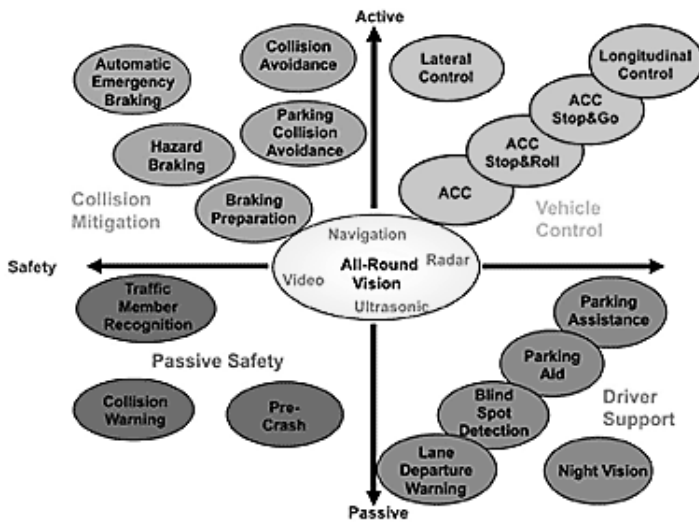 Active
Automatic
Emergency
Braking
Collision
Avoidance
Lateral
Control
Longitudinal
Control
Hazard
Braking
Parking
Collision
Avoidance
ACC
Stop&Go
ACC
Stop&Roll
Collision
Mitigation
Braking
Preparation
ACC
Vehicle
Control
Safety
Navigation
Video
All-Round
Vision
Radar
Ultrasonic
Traffic
Member
Recognition
Passive Safety
Collision
Warning
Pre-
Crash
Parking
Assistance
Parking
Aid
Blind
Spot
Detection
Driver
Support
Lane
Departure
Warning
Night Vision
Passive